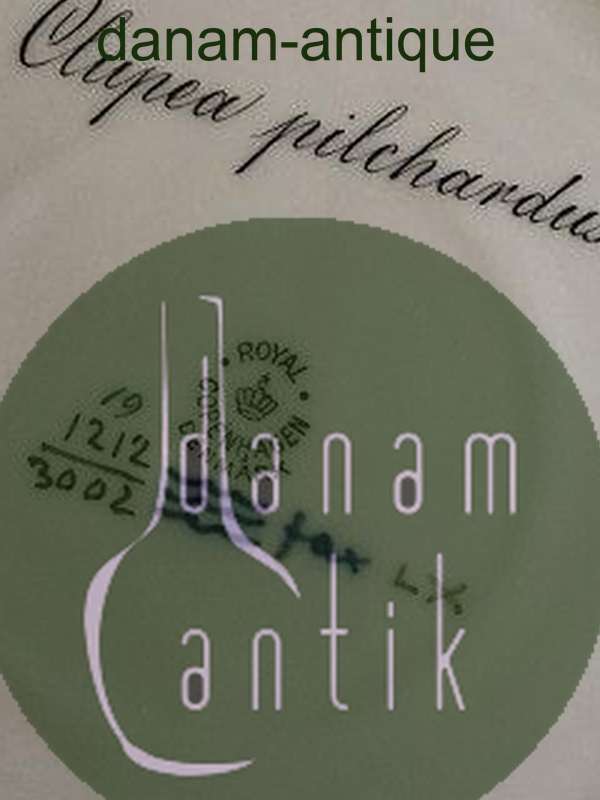 danam-antique
Clupea pilchardus
ROYAL
COPENHAGEN
DENMARK
19
1212
3002
danam
antik